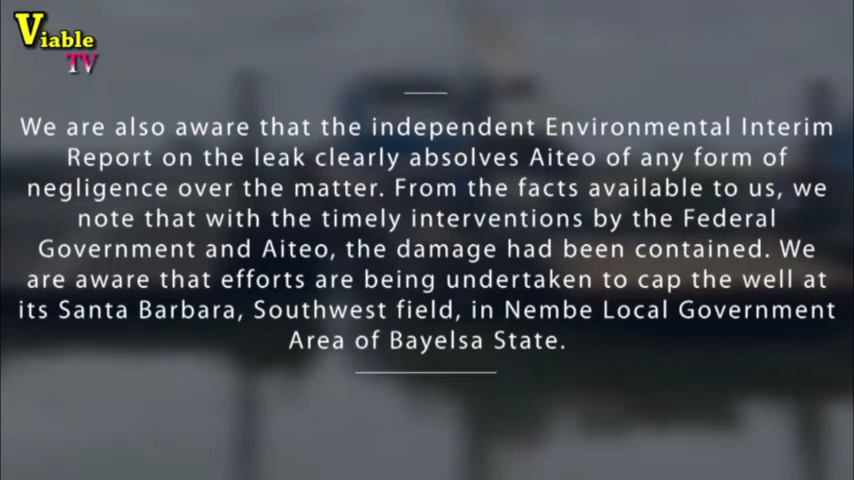 Viable
TV
We are also aware that the independent Environmental Interim
Report on the leak clearly absolves Aiteo of any form of
negligence over the matter. From the facts available to us, we
note that with the timely interventions by the Federal
Government and Aiteo, the damage had been contained. We
are aware that efforts are being undertaken to cap the well at
its Santa Barbara, Southwest field, in Nembe Local Government
Area of Bayelsa State.